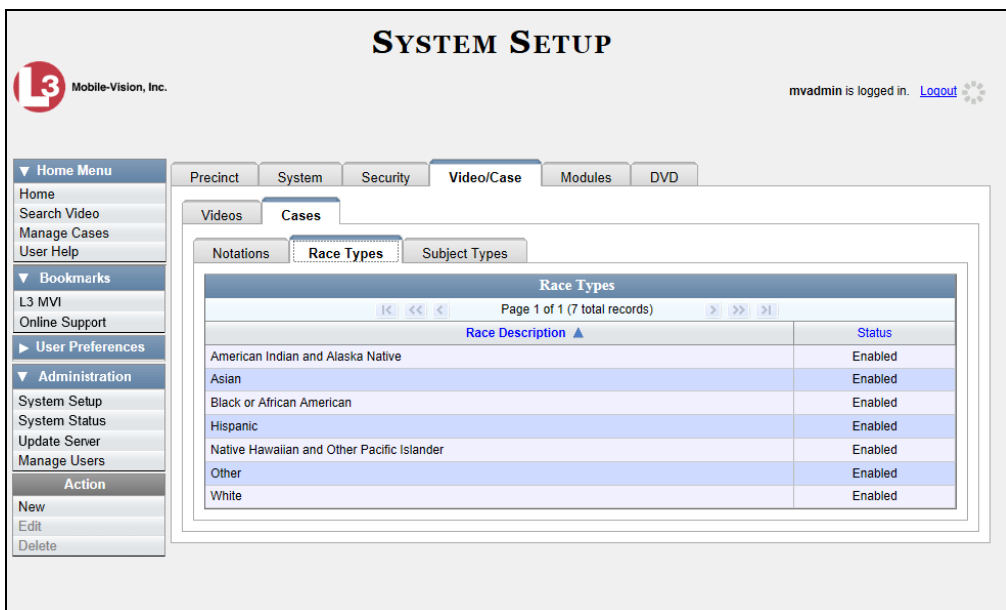 SYSTEM SETUP
L3 Mobile-Vision, Inc.
mvadmin is logged in. Logout
▼ Home Menu
Home
Search Video
Manage Cases
User Help
▼ Bookmarks
L3 MVI
Online Support
► User Preferences
▼ Administration
System Setup
System Status
Update Server
Manage Users
Action
New
Edit
Delete
Precinct System Security Video/Case Modules DVD
Videos Cases
Notations Race Types Subject Types
Race Types
Page 1 of 1 (7 total records)
Race Description ▲ Status
American Indian and Alaska Native Enabled
Asian Enabled
Black or African American Enabled
Hispanic Enabled
Native Hawaiian and Other Pacific Islander Enabled
Other Enabled
White Enabled